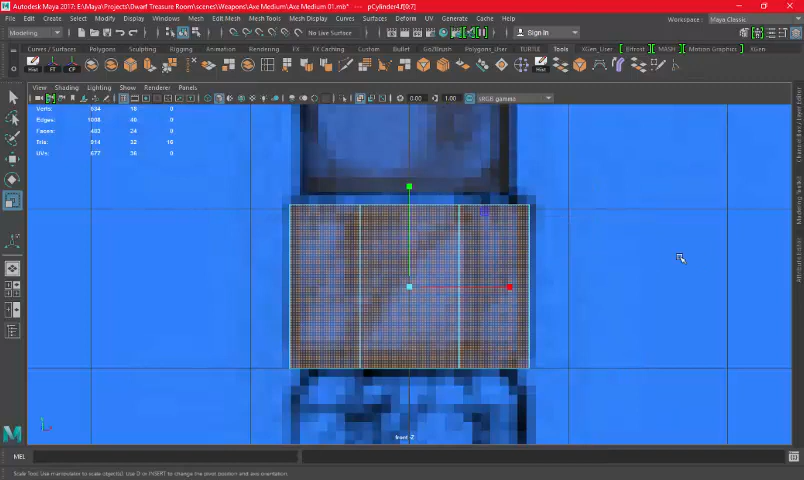 Autodesk Maya 2017: E:\Maya\Projects\Dwarf Treasure Room\scenes\Weapons\Axe Medium\Axe Medium 01.mb* --- pCylinder4.f[0:7]
File Edit Create Select Modify Display Windows Mesh Edit Mesh Mesh Tools Mesh Display Curves Surfaces Deform UV Generate Cache Help
Workspace: Maya Classic
Modeling No Live Surface Sign In
Curves / Surfaces Polygons Sculpting Rigging Animation Rendering FX FX Caching Custom Bullet GoZBrush Polygons_User TURTLE Tools XGen_User Bifrost MASH Motion Graphics XGen
Hist FT CP Hist
View Shading Lighting Show Renderer Panels
0.00 1.00 sRGB gamma
Verts: 634 16 0
Edges: 1098 40 0
Faces: 483 24 0
Tris: 914 32 16
UVs: 677 36 0
Channel Box / Layer Editor
Modeling Toolkit
Attribute Editor
front -Z
MEL
Scale Tool: Use manipulator to scale object(s). Use D or INSERT to change the pivot position and axis orientation.